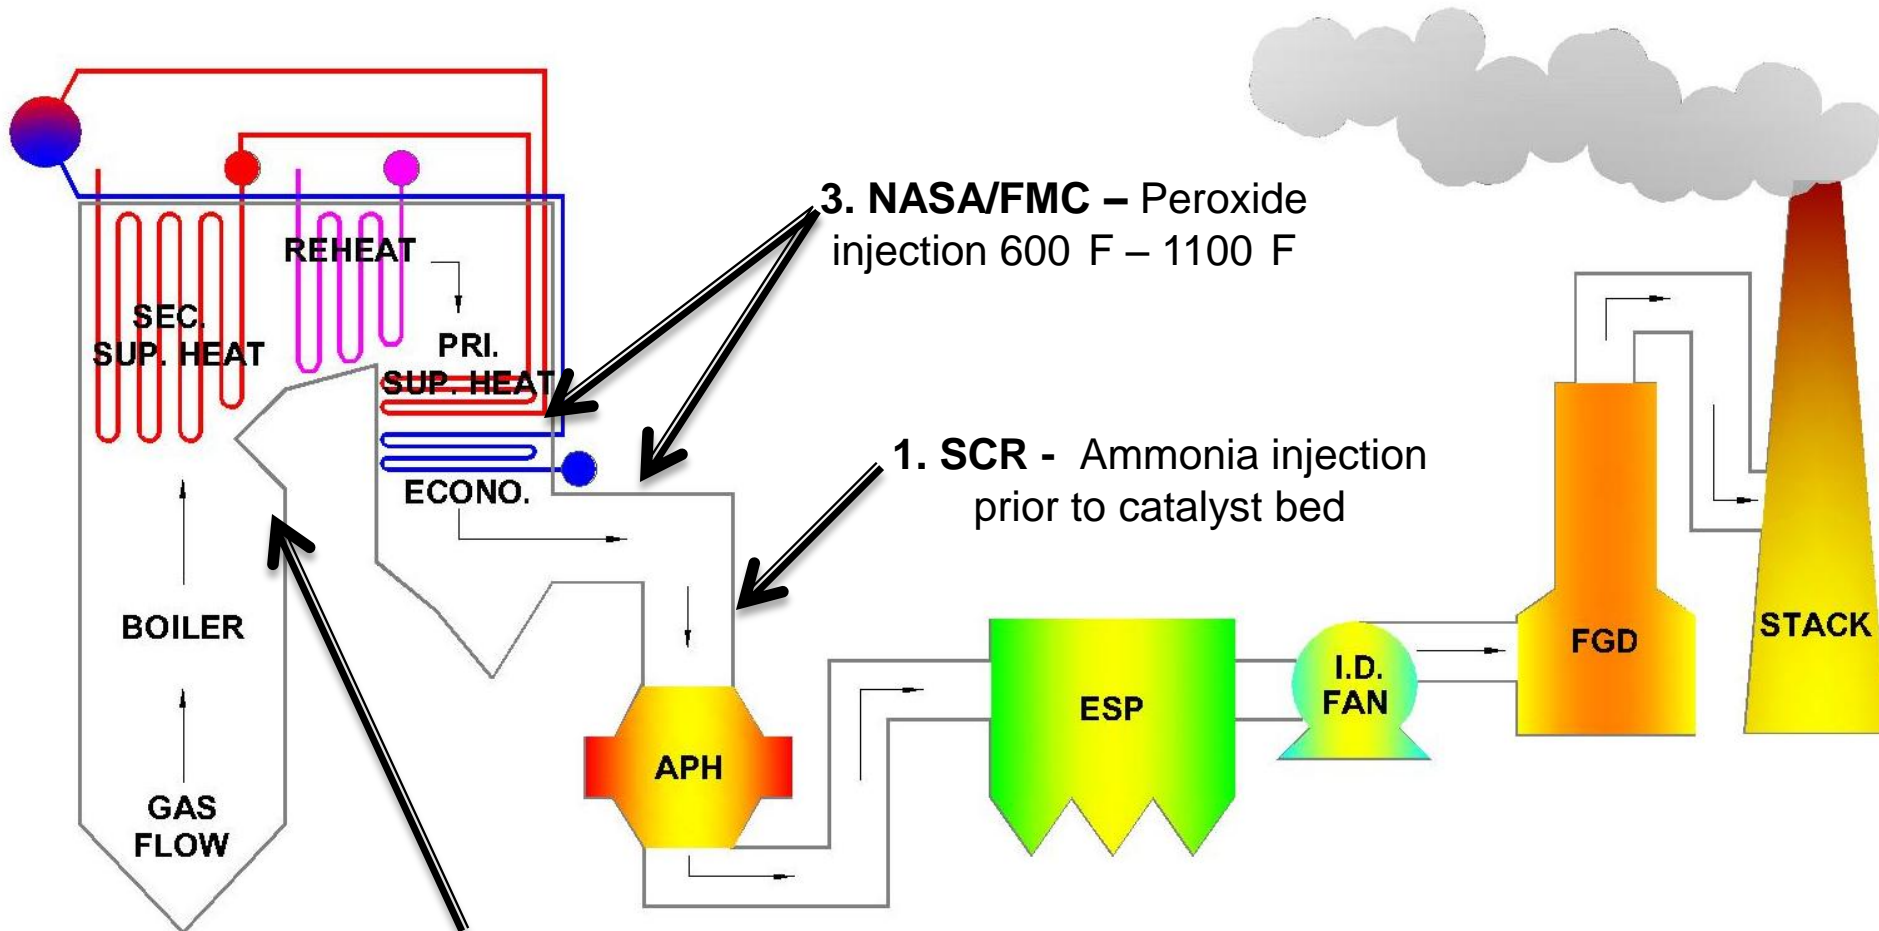 3. NASA/FMC – Peroxide
injection 600 F – 1100 F
REHEAT
SEC.
SUP. HEAT
PRI.
SUP. HEAT
1. SCR - Ammonia injection
prior to catalyst bed
ECONO.
BOILER
GAS
FLOW
APH
ESP
I.D.
FAN
FGD
STACK